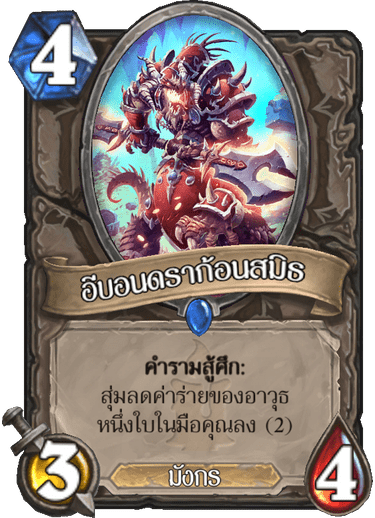 4
อีบอนดราก้อนสมิธ
คำรามสู้ศึก:
สุ่มลดค่าร่ายของอาวุธ
หนึ่งใบในมือคุณลง (2)
3
มังกร
4